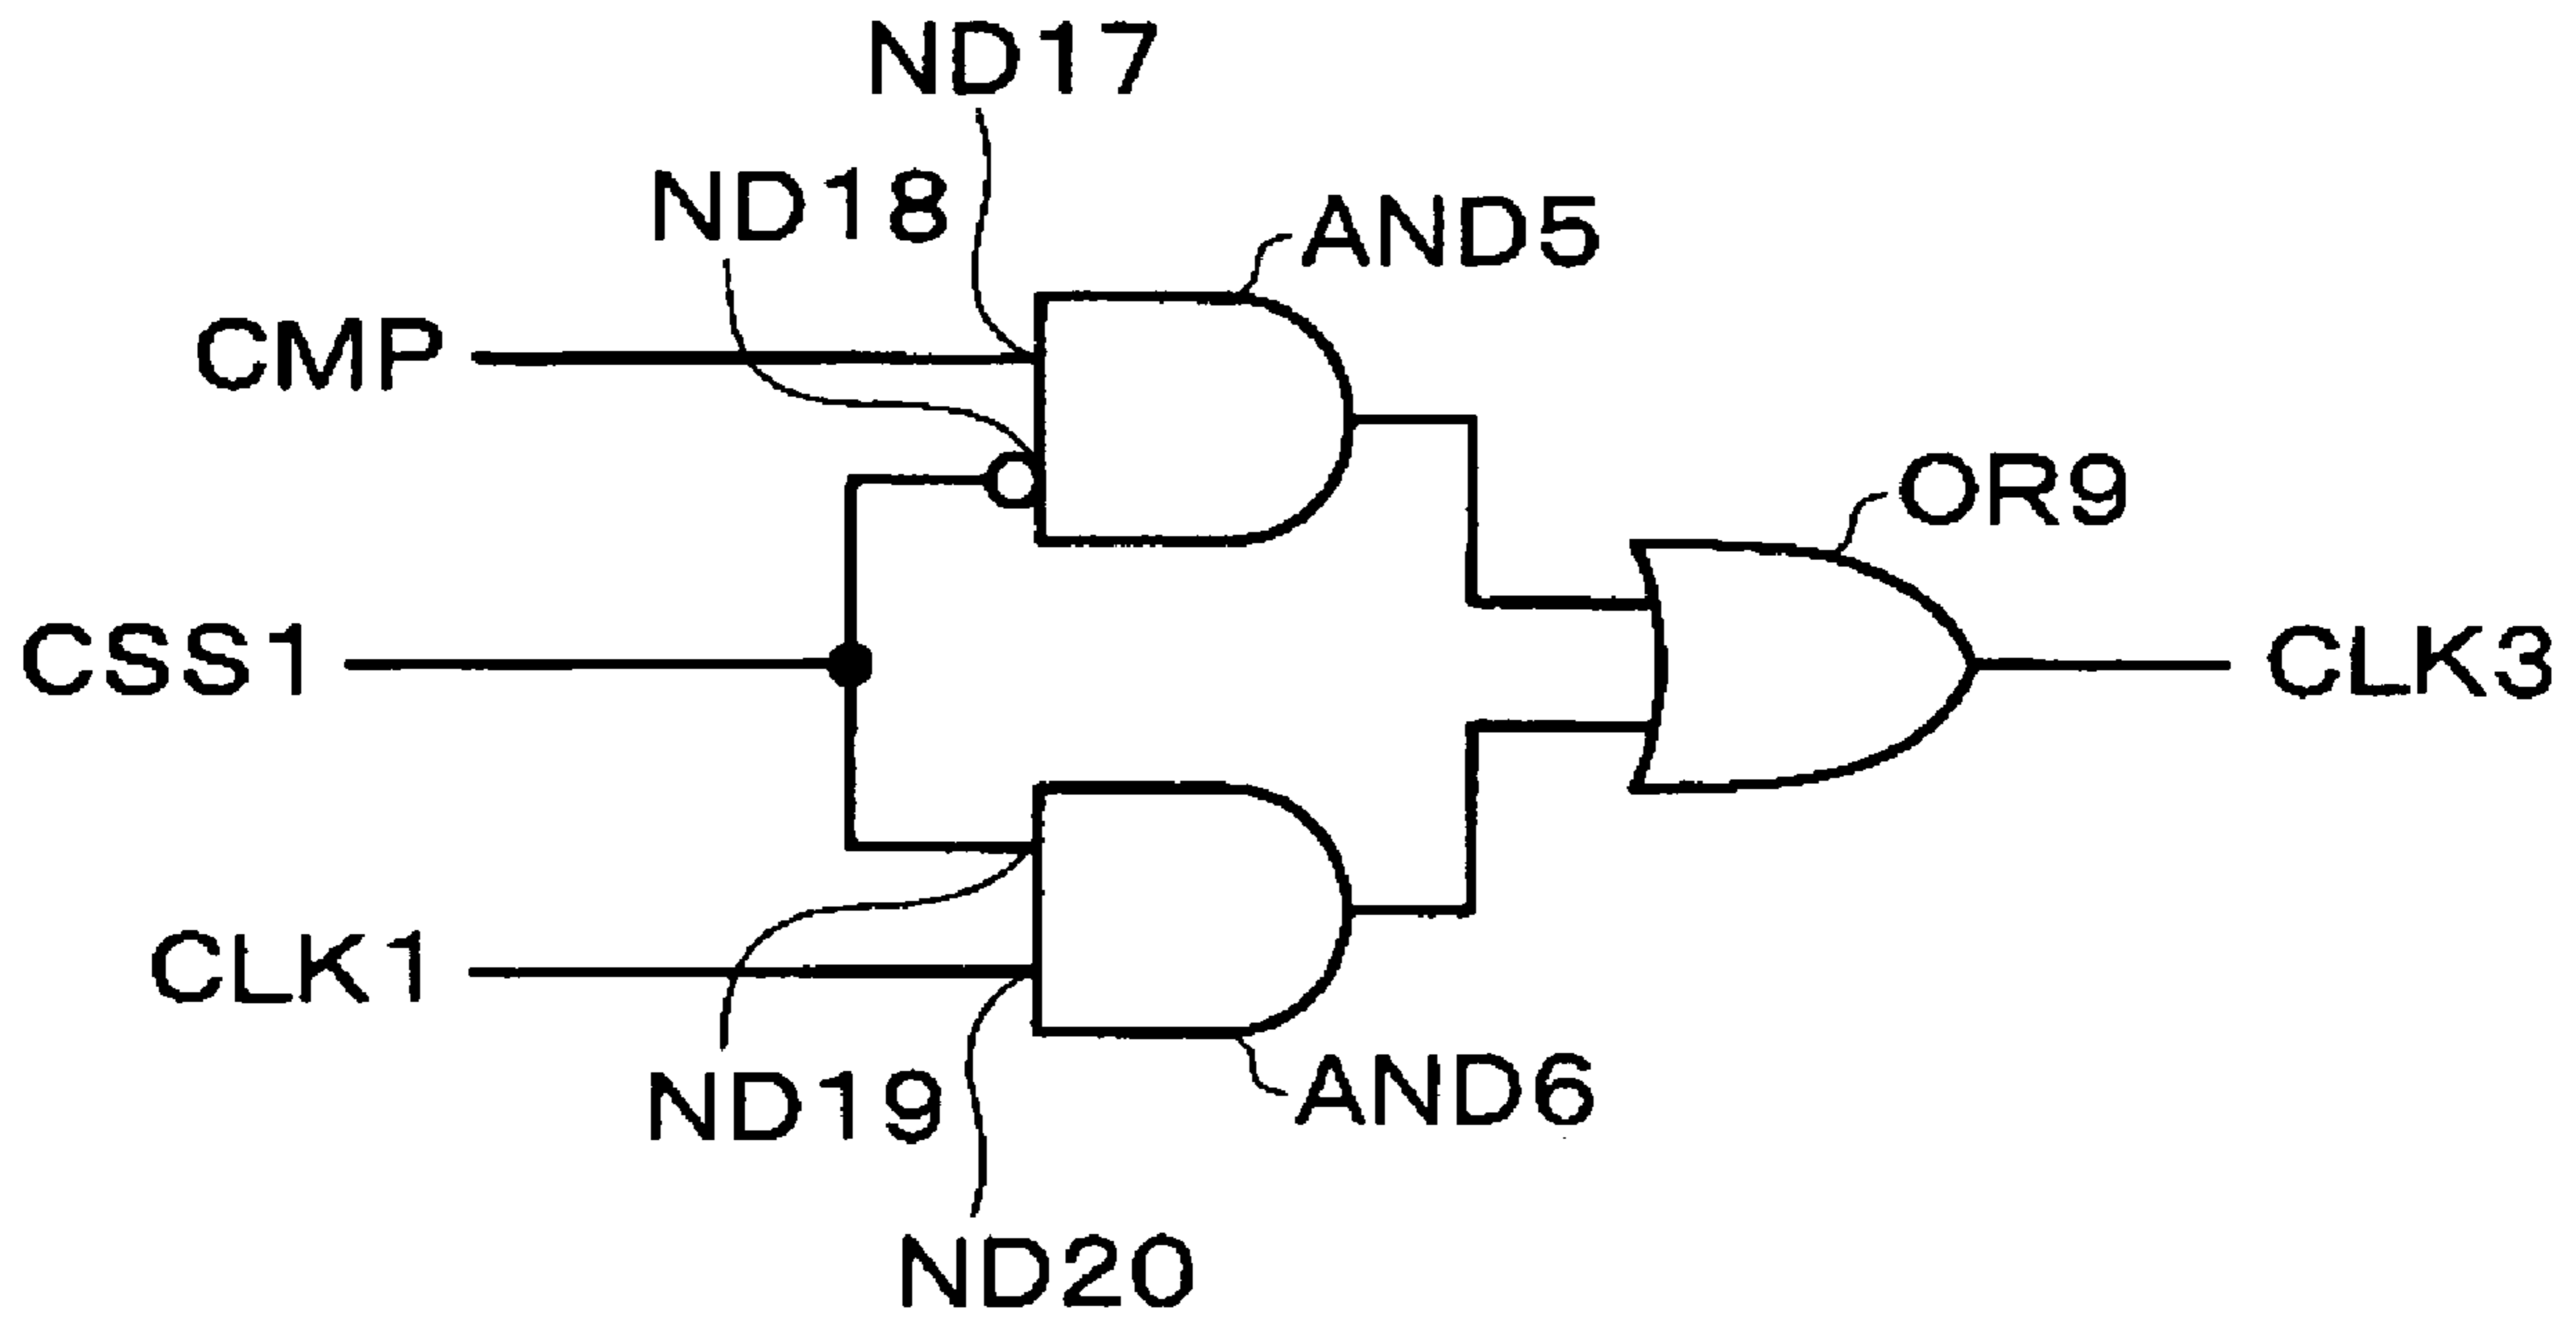 ND17
ND18
AND5
CMP
OR9
CSS1
CLK3
CLK1
ND19
AND6
ND20